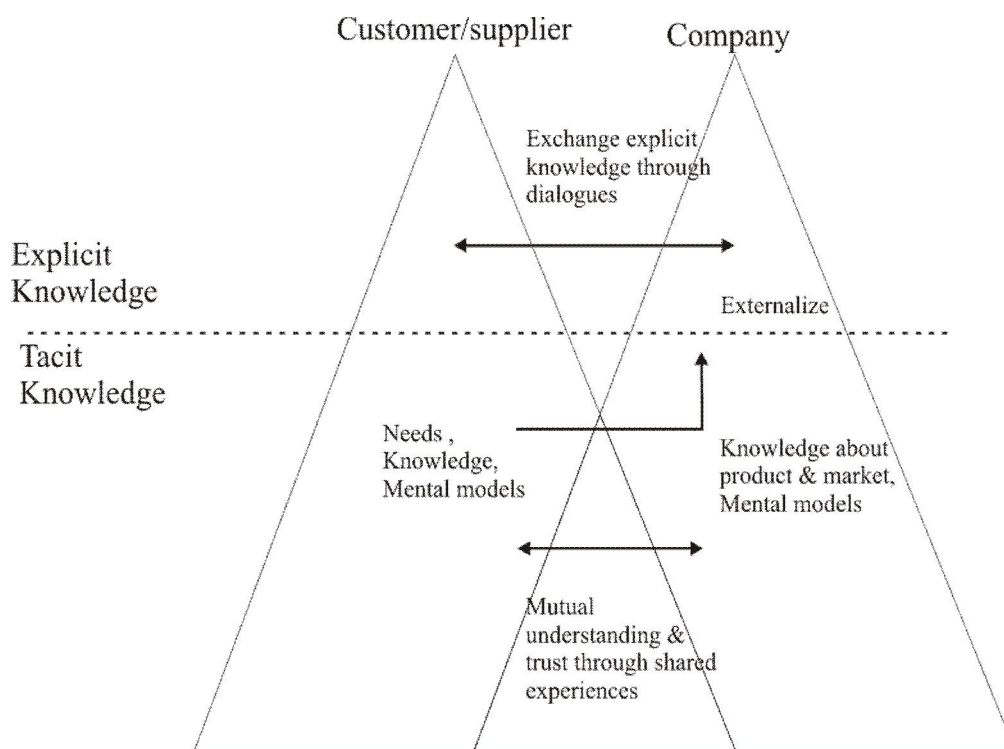 Customer/supplier
Company
Exchange explicit
knowledge through
dialogues
Explicit
Knowledge
Externalize
Tacit
Knowledge
Needs ,
Knowledge,
Mental models
Knowledge about
product & market,
Mental models
Mutual
understanding &
trust through shared
experiences